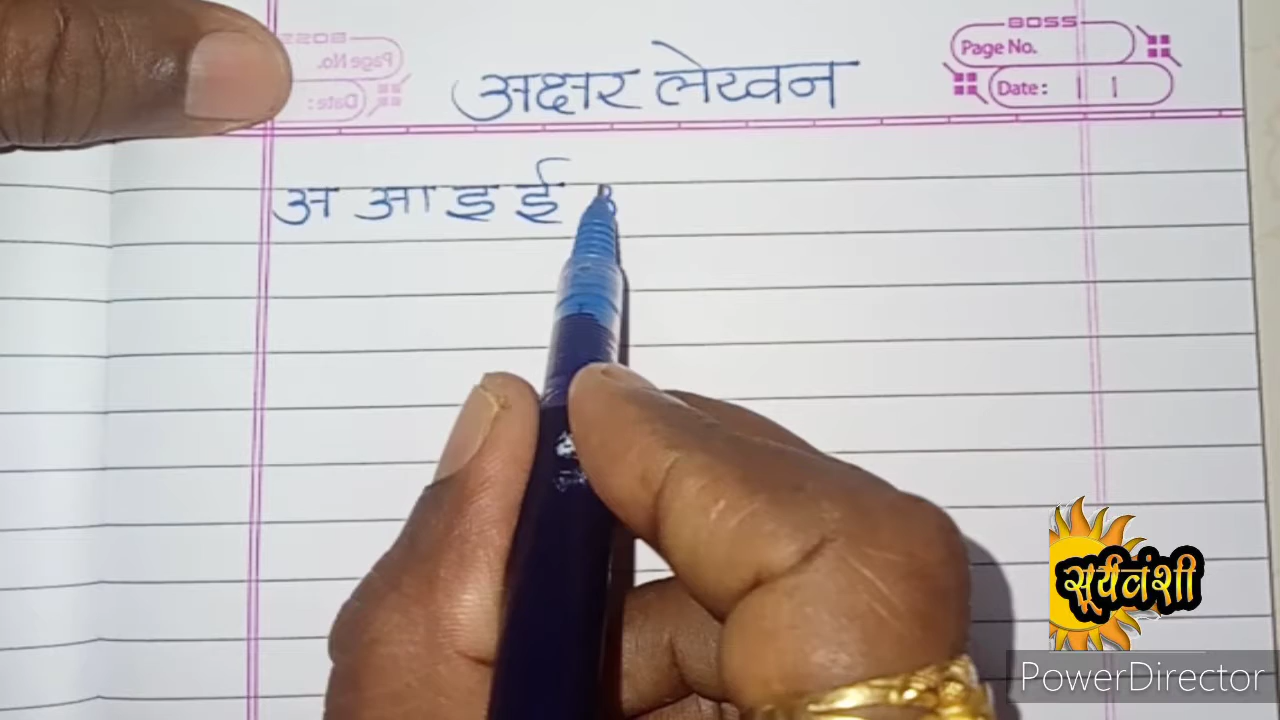 BOSS
Page No.
Date :
अक्षर लेखन
अ आ इ ई
सूर्यवंशी
PowerDirector